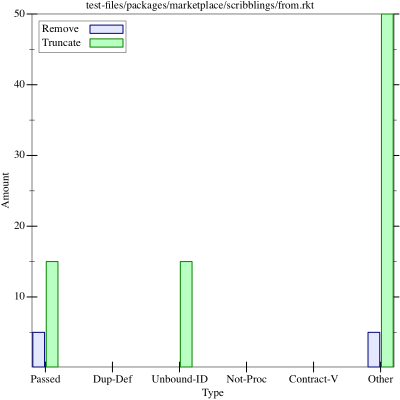 test-files/packages/marketplace/scribblings/from.rkt
Remove
Truncate
50
40
30
20
10
Amount
Passed Dup-Def Unbound-ID Not-Proc Contract-V Other
Type